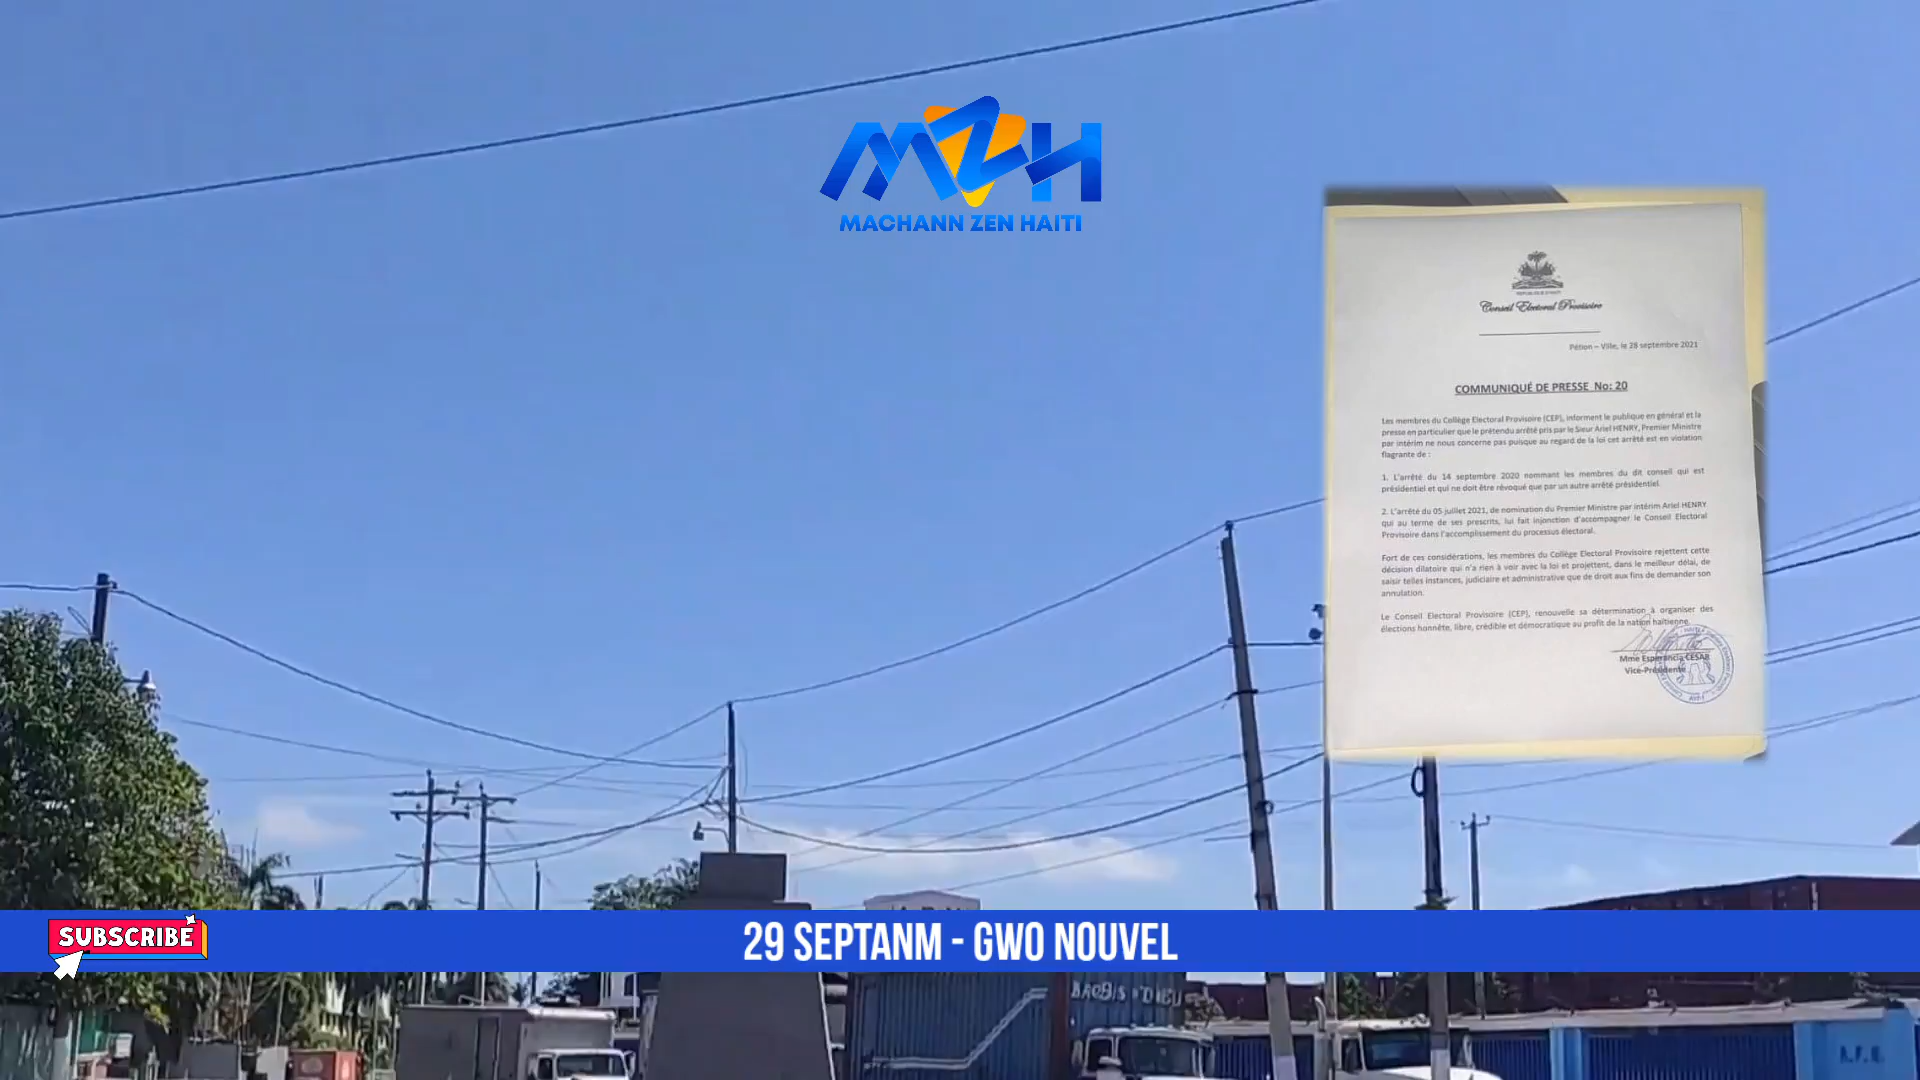 MZH
MACHANN ZEN HAITI
REPUBLIQUE D'HAITI
Conseil Electoral Provisoire
Pétion – Ville, le 28 septembre 2021
COMMUNIQUÉ DE PRESSE No: 20
Les membres du Collège Electoral Provisoire (CEP), informent le publique en général et la
presse en particulier que le prétendu arrêté pris par le Sieur Ariel HENRY, Premier Ministre
par intérim ne nous concerne pas puisque au regard de la loi cet arrêté est en violation
flagrante de :
1. L'arrêté du 14 septembre 2020 nommant les membres du dit conseil qui est
présidentiel et qui ne doit être révoqué que par un autre arrêté présidentiel.
2. L'arrêté du 05 juillet 2021, de nomination du Premier Ministre par intérim Ariel HENRY
qui au terme de ses prescrits, lui fait injonction d'accompagner le Conseil Electoral
Provisoire dans l'accomplissement du processus électoral.
Fort de ces considérations, les membres du Collège Electoral Provisoire rejettent cette
décision dilatoire qui n'a rien à voir avec la loi et projettent, dans le meilleur délai, de
saisir telles instances, judiciaire et administrative que de droit aux fins de demander son
annulation.
Le Conseil Electoral Provisoire (CEP), renouvelle sa détermination à organiser des
élections honnête, libre, crédible et démocratique au profit de la nation haïtienne.
Mme Esperancia CESAR
Vice-Présidente
SUBSCRIBE
29 SEPTANM - GWO NOUVEL
A.P.N.